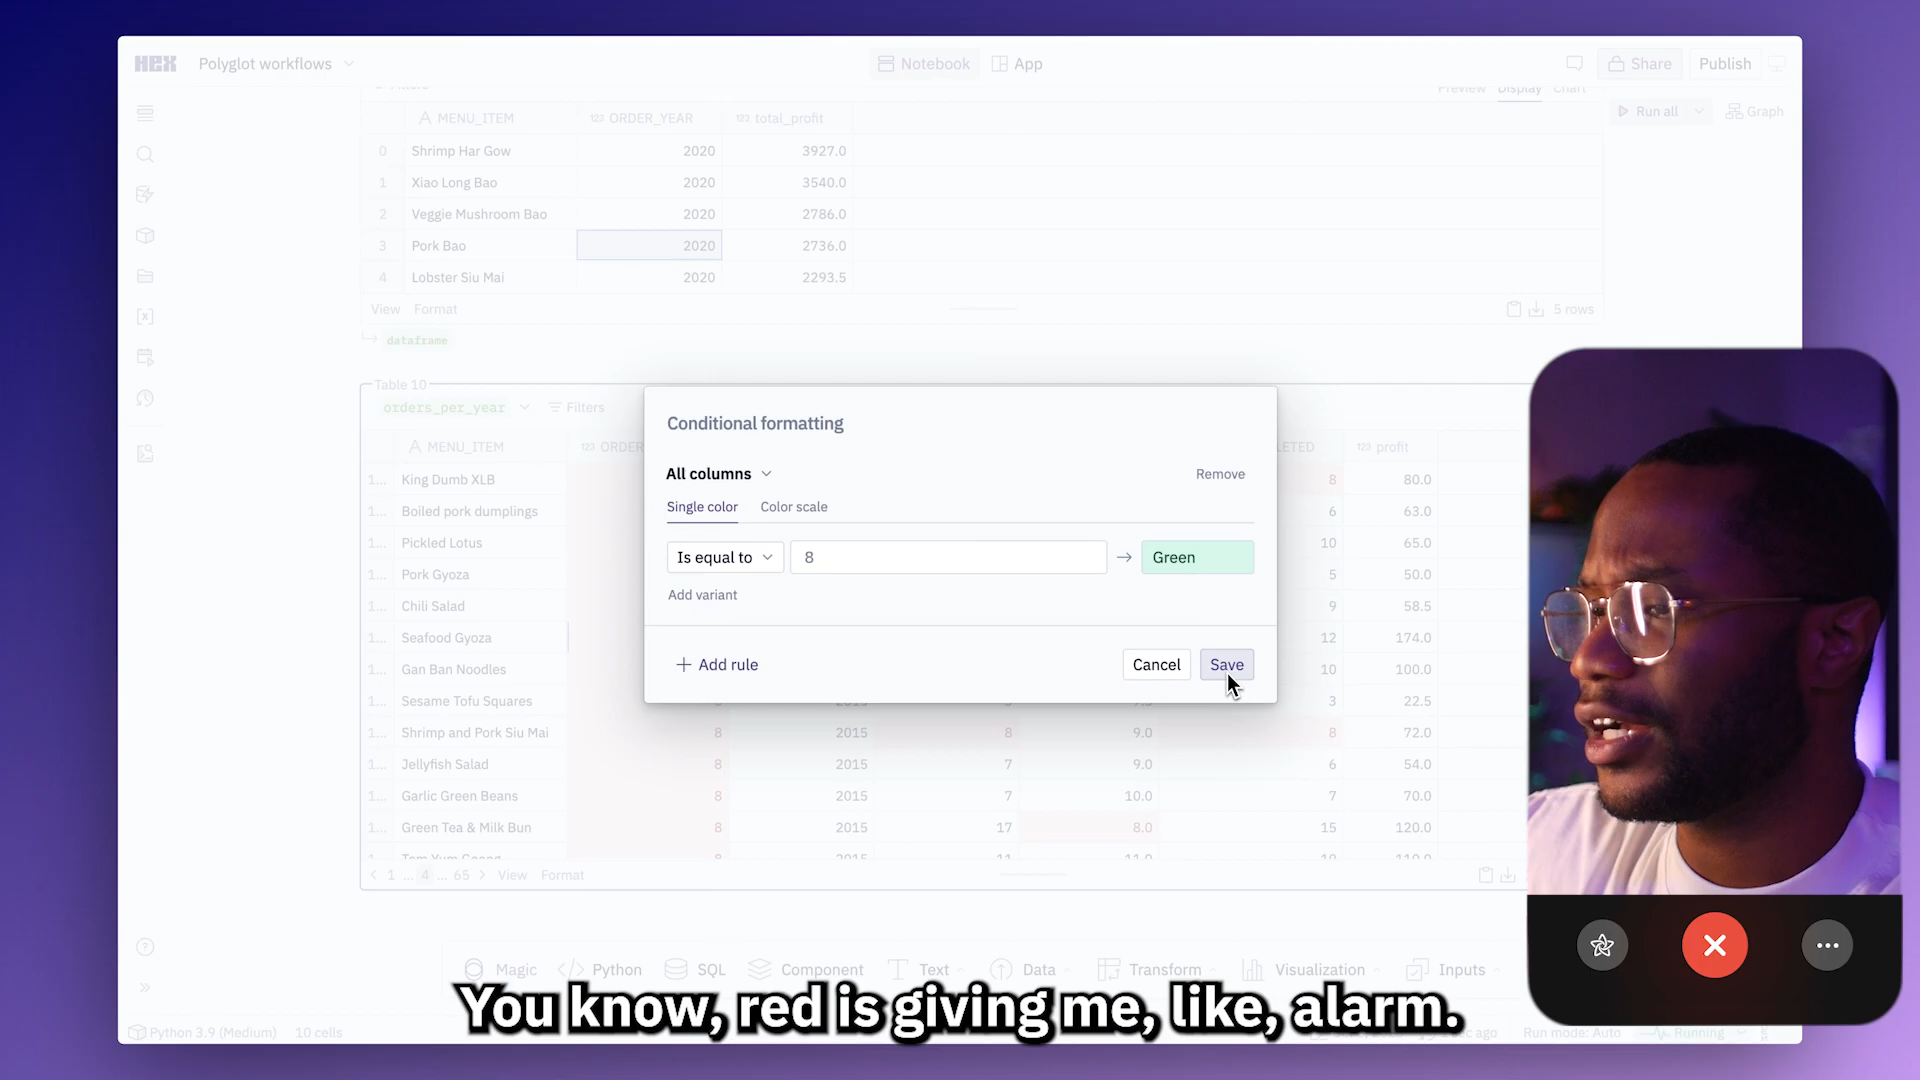 HEX Polyglot workflows Notebook App Share Publish
Filters Preview Display Chart
Run all Graph
MENU_ITEM 123 ORDER_YEAR 123 total_profit
0 Shrimp Har Gow 2020 3927.0
1 Xiao Long Bao 2020 3540.0
2 Veggie Mushroom Bao 2020 2786.0
3 Pork Bao 2020 2736.0
4 Lobster Siu Mai 2020 2293.5
View Format 5 rows
dataframe
Table 10
orders_per_year Filters
MENU_ITEM 123 ORDER LETED 123 profit
1... King Dumb XLB 8 80.0
1... Boiled pork dumplings 6 63.0
1... Pickled Lotus 10 65.0
1... Pork Gyoza 5 50.0
1... Chili Salad 9 58.5
1... Seafood Gyoza 12 174.0
1... Gan Ban Noodles 10 100.0
1... Sesame Tofu Squares 3 22.5
1... Shrimp and Pork Siu Mai 8 2015 8 9.0 8 72.0
1... Jellyfish Salad 8 2015 7 9.0 6 54.0
1... Garlic Green Beans 8 2015 7 10.0 7 70.0
1... Green Tea & Milk Bun 8 2015 17 8.0 15 120.0
< 1 ... 4 ... 65 > View Format
Conditional formatting
All columns Remove
Single color Color scale
Is equal to 8 → Green
Add variant
+ Add rule Cancel Save
Magic Python SQL Component Text Data Transform Visualization Inputs
You know, red is giving me, like, alarm.
Python 3.9 (Medium) 10 cells Run mode: Auto Running